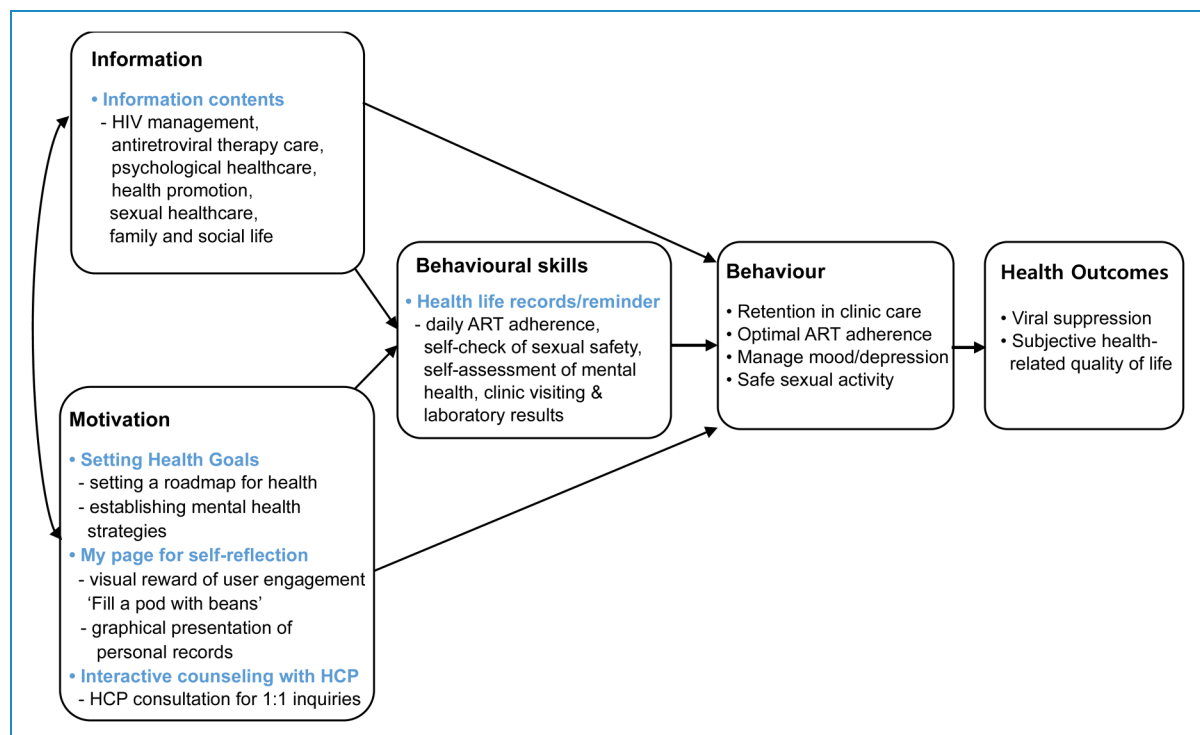 Information
• Information contents
- HIV management,
antiretroviral therapy care,
psychological healthcare,
health promotion,
sexual healthcare,
family and social life
Motivation
• Setting Health Goals
- setting a roadmap for health
- establishing mental health
strategies
• My page for self-reflection
- visual reward of user engagement
‘Fill a pod with beans’
- graphical presentation of
personal records
• Interactive counseling with HCP
- HCP consultation for 1:1 inquiries
Behavioural skills
• Health life records/reminder
- daily ART adherence,
self-check of sexual safety,
self-assessment of mental
health, clinic visiting &
laboratory results
Behaviour
• Retention in clinic care
• Optimal ART adherence
• Manage mood/depression
• Safe sexual activity
Health Outcomes
• Viral suppression
• Subjective health-
related quality of life